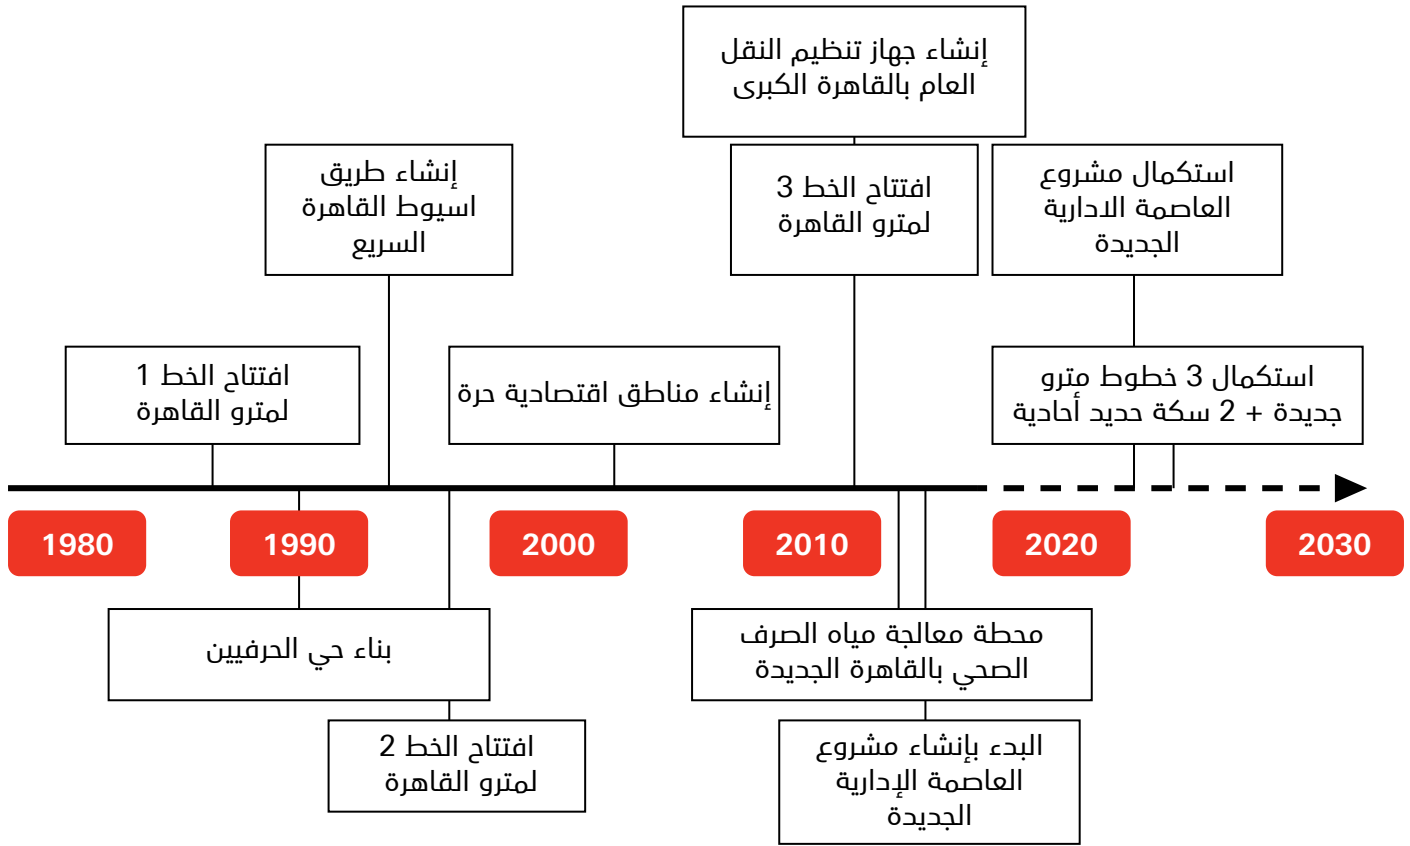 إنشاء جهاز تنظيم النقل
العام بالقاهرة الكبرى
إنشاء طريق
اسيوط القاهرة
السريع
افتتاح الخط 3
لمترو القاهرة
استكمال مشروع
العاصمة الادارية
الجديدة
افتتاح الخط 1
لمترو القاهرة
إنشاء مناطق اقتصادية حرة
استكمال 3 خطوط مترو
جديدة + 2 سكة حديد أحادية
1980
1990
2000
2010
2020
2030
بناء حي الحرفيين
محطة معالجة مياه الصرف
الصحي بالقاهرة الجديدة
افتتاح الخط 2
لمترو القاهرة
البدء بإنشاء مشروع
العاصمة الإدارية
الجديدة